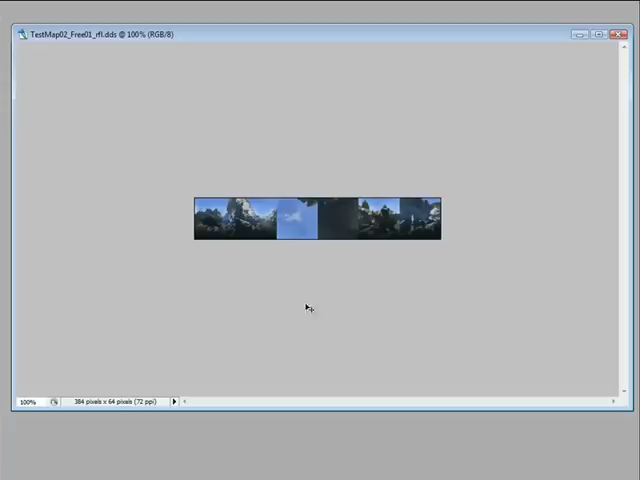 TestMap02_Free01_rfl.dds @ 100% (RGB/8)
100%
384 pixels x 64 pixels (72 ppi)